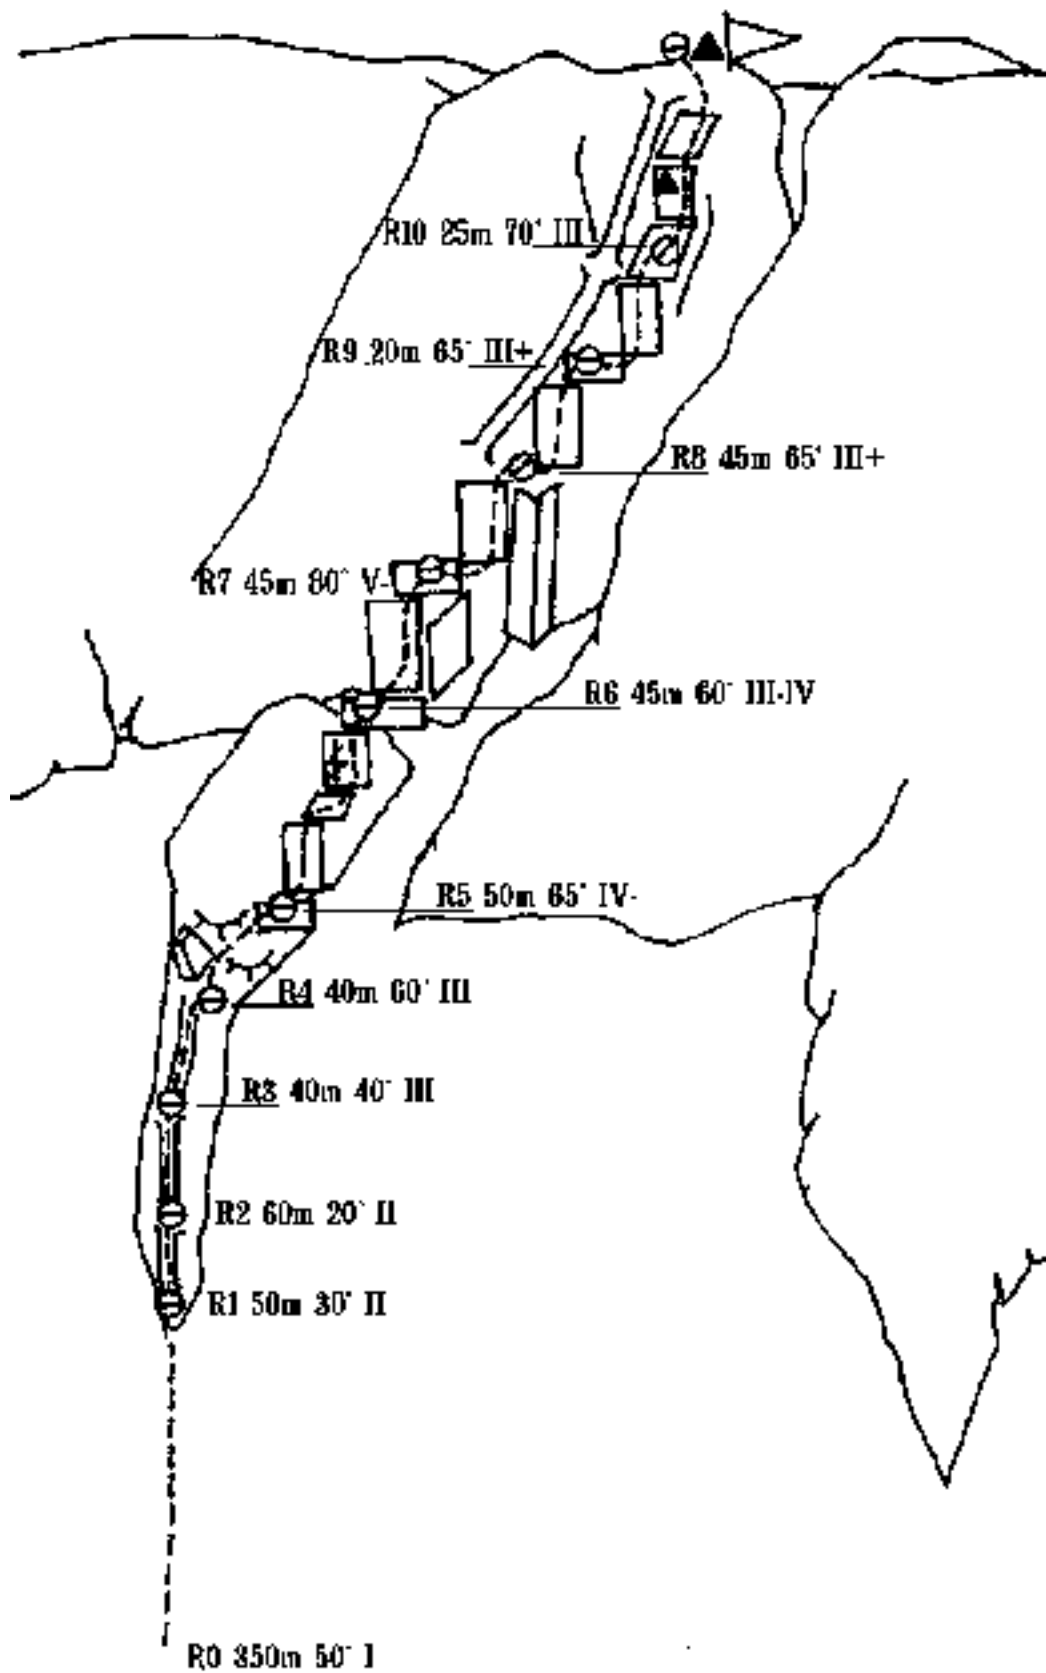 R10 25m 70° III
R9 20m 65° III+
R8 45m 65° III+
R7 45m 80° V-
R6 45m 60° III-IV
R5 50m 65° IV-
R4 40m 60° III
R3 40m 40° III
R2 60m 20° II
R1 50m 30° II
R0 350m 50° I